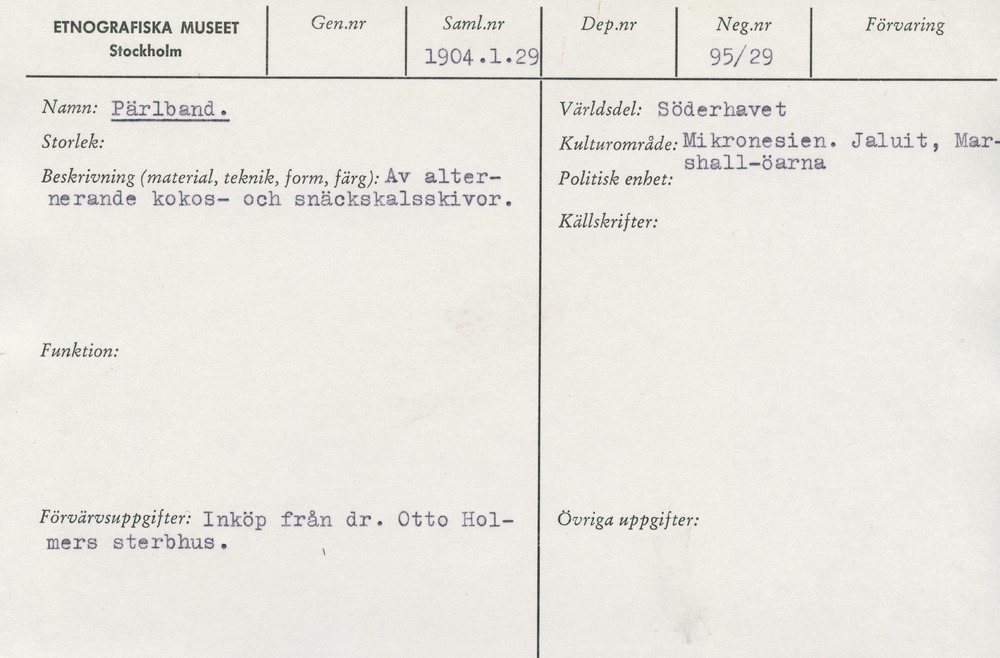 ETNOGRAFISKA MUSEET
Stockholm
Gen.nr
Saml.nr
1904.1.29
Dep.nr
Neg.nr
95/29
Förvaring
Namn: Pärlband.
Storlek:
Beskrivning (material, teknik, form, färg): Av alter-
nerande kokos- och snäckskalsskivor.
Funktion:
Förvärvsuppgifter: Inköp från dr. Otto Hol-
mers sterbhus.
Världsdel: Söderhavet
Kulturområde: Mikronesien. Jaluit, Mar-
shall-öarna
Politisk enhet:
Källskrifter:
Övriga uppgifter: